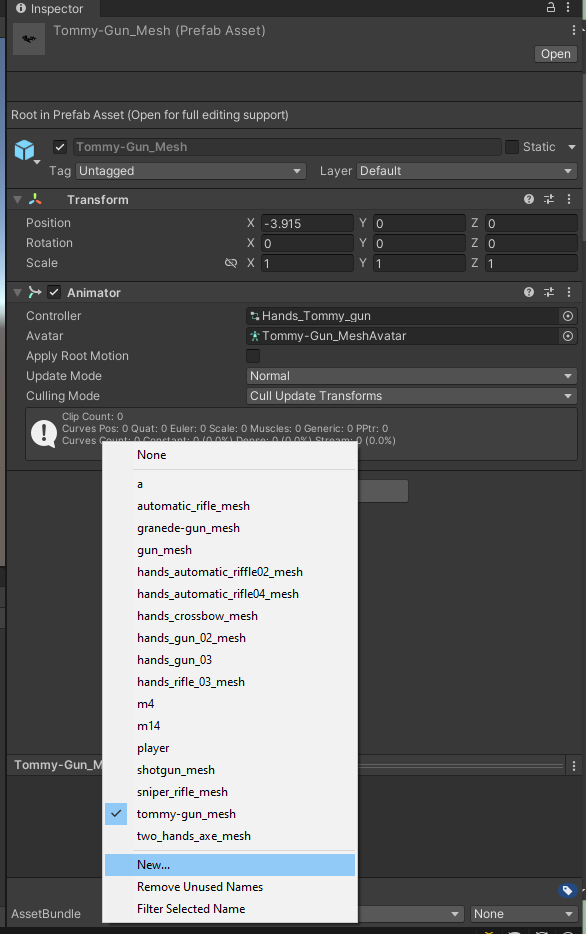 Inspector
Tommy-Gun_Mesh (Prefab Asset)
Open
Root in Prefab Asset (Open for full editing support)
Tommy-Gun_Mesh Static
Tag Untagged Layer Default
Transform
Position X -3.915 Y 0 Z 0
Rotation X 0 Y 0 Z 0
Scale X 1 Y 1 Z 1
Animator
Controller Hands_Tommy_gun
Avatar Tommy-Gun_MeshAvatar
Apply Root Motion
Update Mode Normal
Culling Mode Cull Update Transforms
Clip Count: 0
Curves Pos: 0 Quat: 0 Euler: 0 Scale: 0 Muscles: 0 Generic: 0 PPtr: 0
Curves Count: 0 Constant: 0 (0.0%) Dense: 0 (0.0%) Stream: 0 (0.0%)
None
a
automatic_rifle_mesh
granede-gun_mesh
gun_mesh
hands_automatic_riffle02_mesh
hands_automatic_rifle04_mesh
hands_crossbow_mesh
hands_gun_02_mesh
hands_gun_03
hands_rifle_03_mesh
m4
m14
player
shotgun_mesh
Tommy-Gun_M
sniper_rifle_mesh
tommy-gun_mesh
two_hands_axe_mesh
New...
Remove Unused Names
Filter Selected Name
AssetBundle None